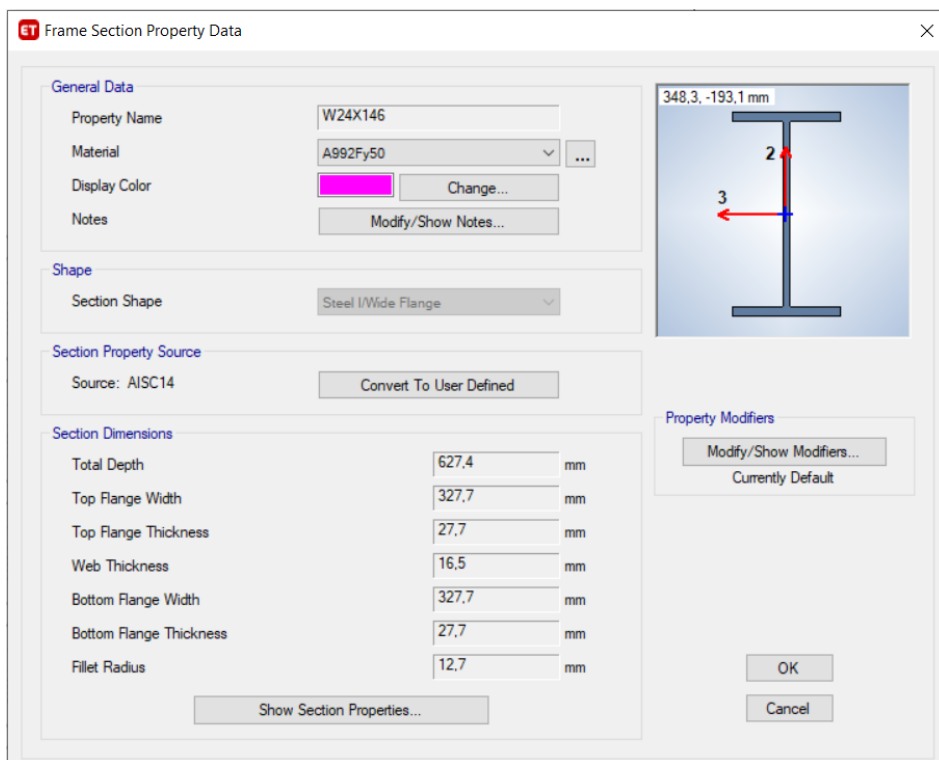 ET Frame Section Property Data
General Data
Property Name W24X146
Material A992Fy50 ...
Display Color Change...
Notes Modify/Show Notes...
Shape
Section Shape Steel I/Wide Flange
Section Property Source
Source: AISC14 Convert To User Defined
Section Dimensions
Total Depth 627,4 mm
Top Flange Width 327,7 mm
Top Flange Thickness 27,7 mm
Web Thickness 16,5 mm
Bottom Flange Width 327,7 mm
Bottom Flange Thickness 27,7 mm
Fillet Radius 12,7 mm
Show Section Properties...
348,3, -193,1 mm
2
3
Property Modifiers
Modify/Show Modifiers...
Currently Default
OK
Cancel